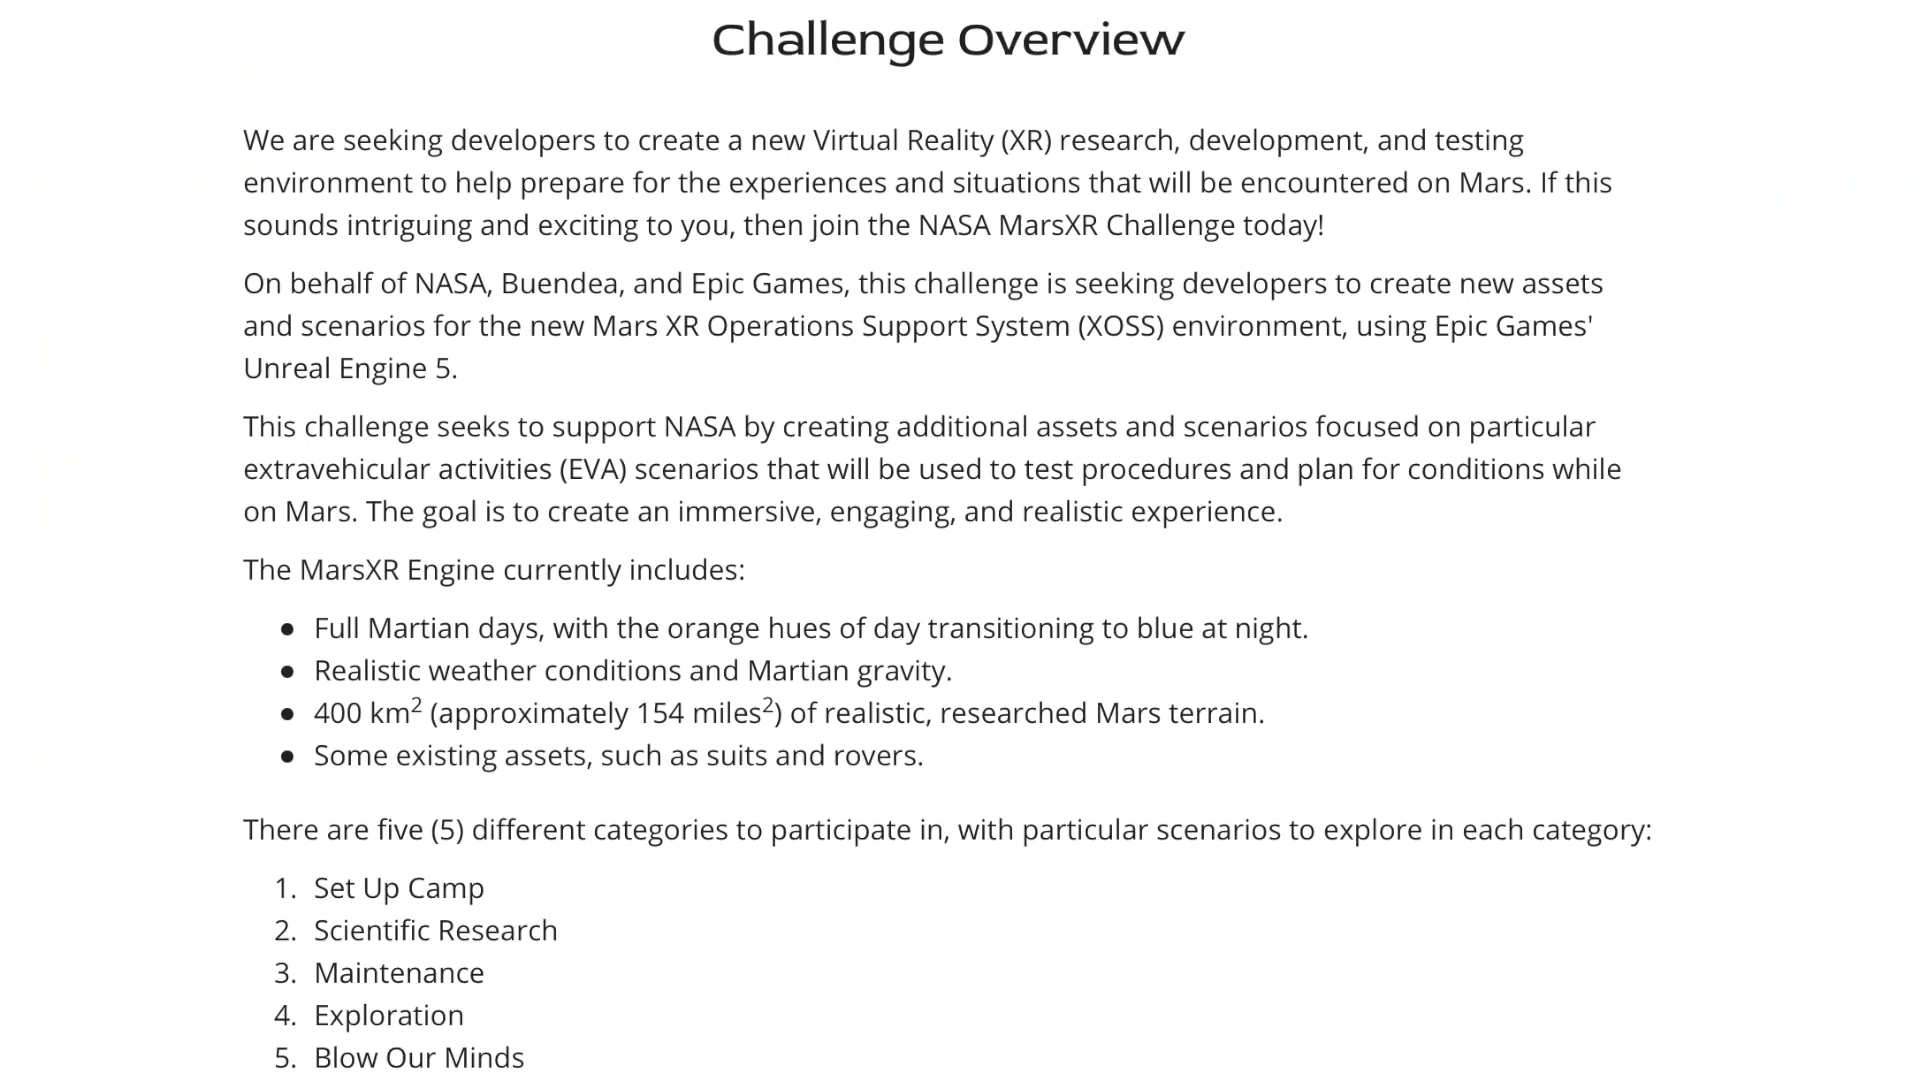 Challenge Overview
We are seeking developers to create a new Virtual Reality (XR) research, development, and testing
environment to help prepare for the experiences and situations that will be encountered on Mars. If this
sounds intriguing and exciting to you, then join the NASA MarsXR Challenge today!
On behalf of NASA, Buendea, and Epic Games, this challenge is seeking developers to create new assets
and scenarios for the new Mars XR Operations Support System (XOSS) environment, using Epic Games'
Unreal Engine 5.
This challenge seeks to support NASA by creating additional assets and scenarios focused on particular
extravehicular activities (EVA) scenarios that will be used to test procedures and plan for conditions while
on Mars. The goal is to create an immersive, engaging, and realistic experience.
The MarsXR Engine currently includes:
● Full Martian days, with the orange hues of day transitioning to blue at night.
● Realistic weather conditions and Martian gravity.
● 400 km² (approximately 154 miles²) of realistic, researched Mars terrain.
● Some existing assets, such as suits and rovers.
There are five (5) different categories to participate in, with particular scenarios to explore in each category:
1. Set Up Camp
2. Scientific Research
3. Maintenance
4. Exploration
5. Blow Our Minds